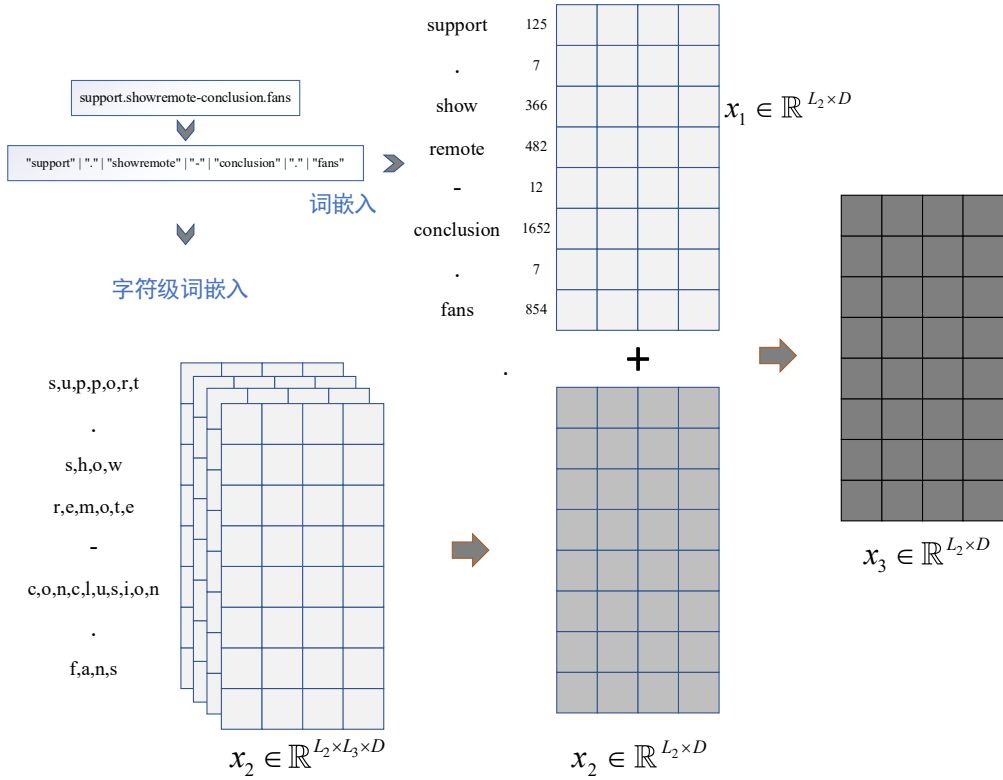 support.showremote-conclusion.fans
"support" | "." | "showremote" | "-" | "conclusion" | "." | "fans"
词嵌入
字符级词嵌入
support 125
. 7
show 366
remote 482
- 12
conclusion 1652
. 7
fans 854
x₁ ∈ ℝ^{L₂×D}
+
.
s,u,p,p,o,r,t
.
s,h,o,w
r,e,m,o,t,e
-
c,o,n,c,l,u,s,i,o,n
.
f,a,n,s
x₂ ∈ ℝ^{L₂×L₃×D}
x₂ ∈ ℝ^{L₂×D}
x₃ ∈ ℝ^{L₂×D}